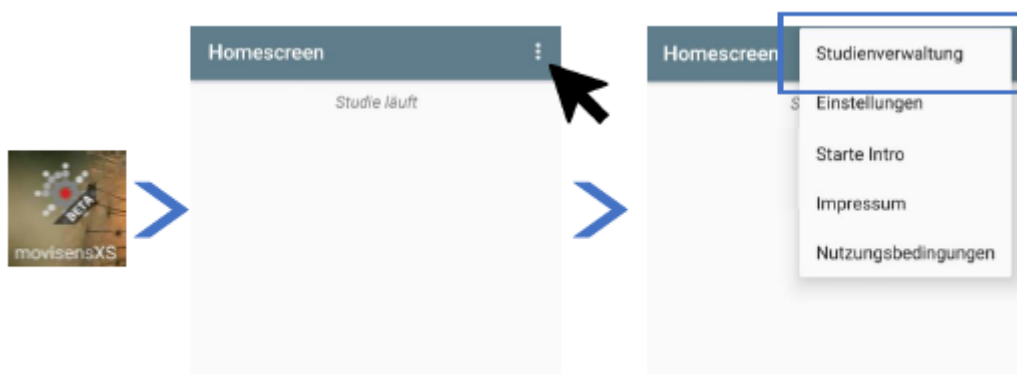 BETA
movisensXS
Homescreen
Studie läuft
Homescreen
Studienverwaltung
S
Einstellungen
Starte Intro
Impressum
Nutzungsbedingungen